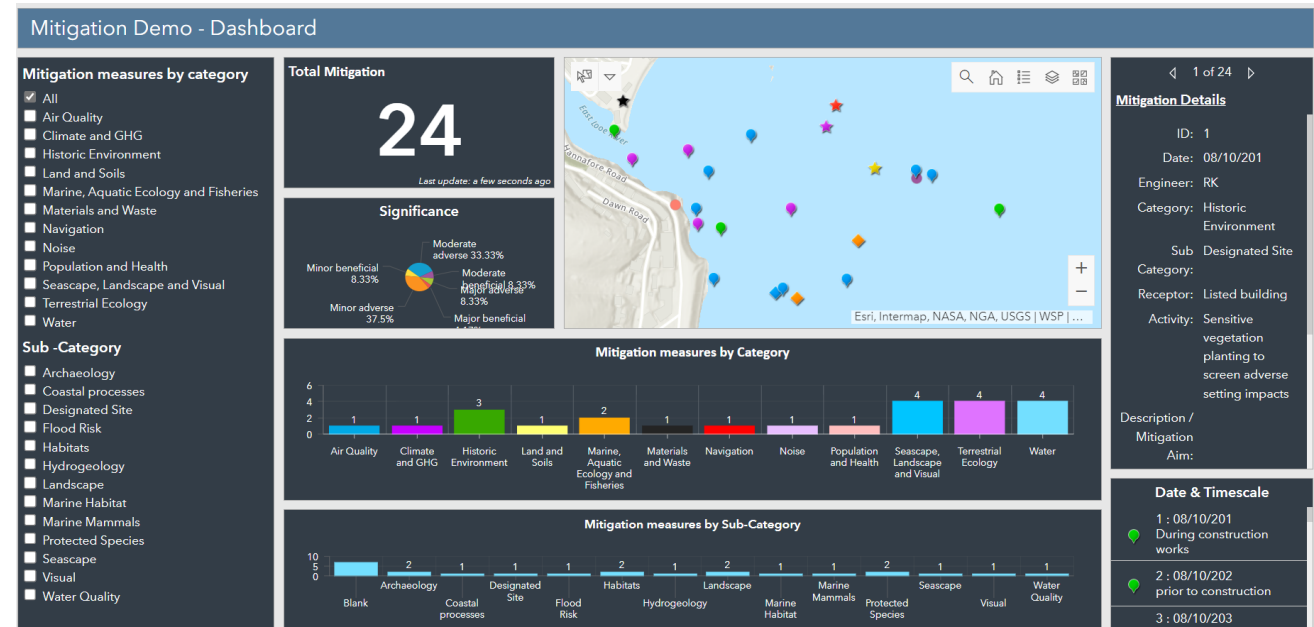 Mitigation Demo - Dashboard
Mitigation measures by category
All
Air Quality
Climate and GHG
Historic Environment
Land and Soils
Marine, Aquatic Ecology and Fisheries
Materials and Waste
Navigation
Noise
Population and Health
Seascape, Landscape and Visual
Terrestrial Ecology
Water
Sub -Category
Archaeology
Coastal processes
Designated Site
Flood Risk
Habitats
Hydrogeology
Landscape
Marine Habitat
Marine Mammals
Protected Species
Seascape
Visual
Water Quality
Total Mitigation
24
Last update: a few seconds ago
Significance
Moderate
adverse 33.33%
Minor beneficial
8.33%
Moderate
beneficial 8.33%
Major adverse
8.33%
Minor adverse
37.5%
Major beneficial
East Looe River
Hannafore Road
Dawn Road
+
−
Esri, Intermap, NASA, NGA, USGS | WSP | ...
Mitigation measures by Category
6
4
2
0
1 1 3 1 2 1 1 1 1 4 4 4
Air Quality
Climate
and GHG
Historic
Environment
Land and
Soils
Marine,
Aquatic
Ecology and
Fisheries
Materials
and Waste
Navigation
Noise
Population
and Health
Seascape,
Landscape
and Visual
Terrestrial
Ecology
Water
Mitigation measures by Sub-Category
10
5
0
2 1 1 1 2 1 2 1 1 2 1 1 1
Blank
Archaeology
Coastal
processes
Designated
Site
Flood
Risk
Habitats
Hydrogeology
Landscape
Marine
Habitat
Marine
Mammals
Protected
Species
Seascape
Visual
Water
Quality
1 of 24
Mitigation Details
ID: 1
Date: 08/10/201
Engineer: RK
Category: Historic
Environment
Sub Designated Site
Category:
Receptor: Listed building
Activity: Sensitive
vegetation
planting to
screen adverse
setting impacts
Description /
Mitigation
Aim:
Date & Timescale
1 : 08/10/201
During construction
works
2 : 08/10/202
prior to construction
3 : 08/10/203